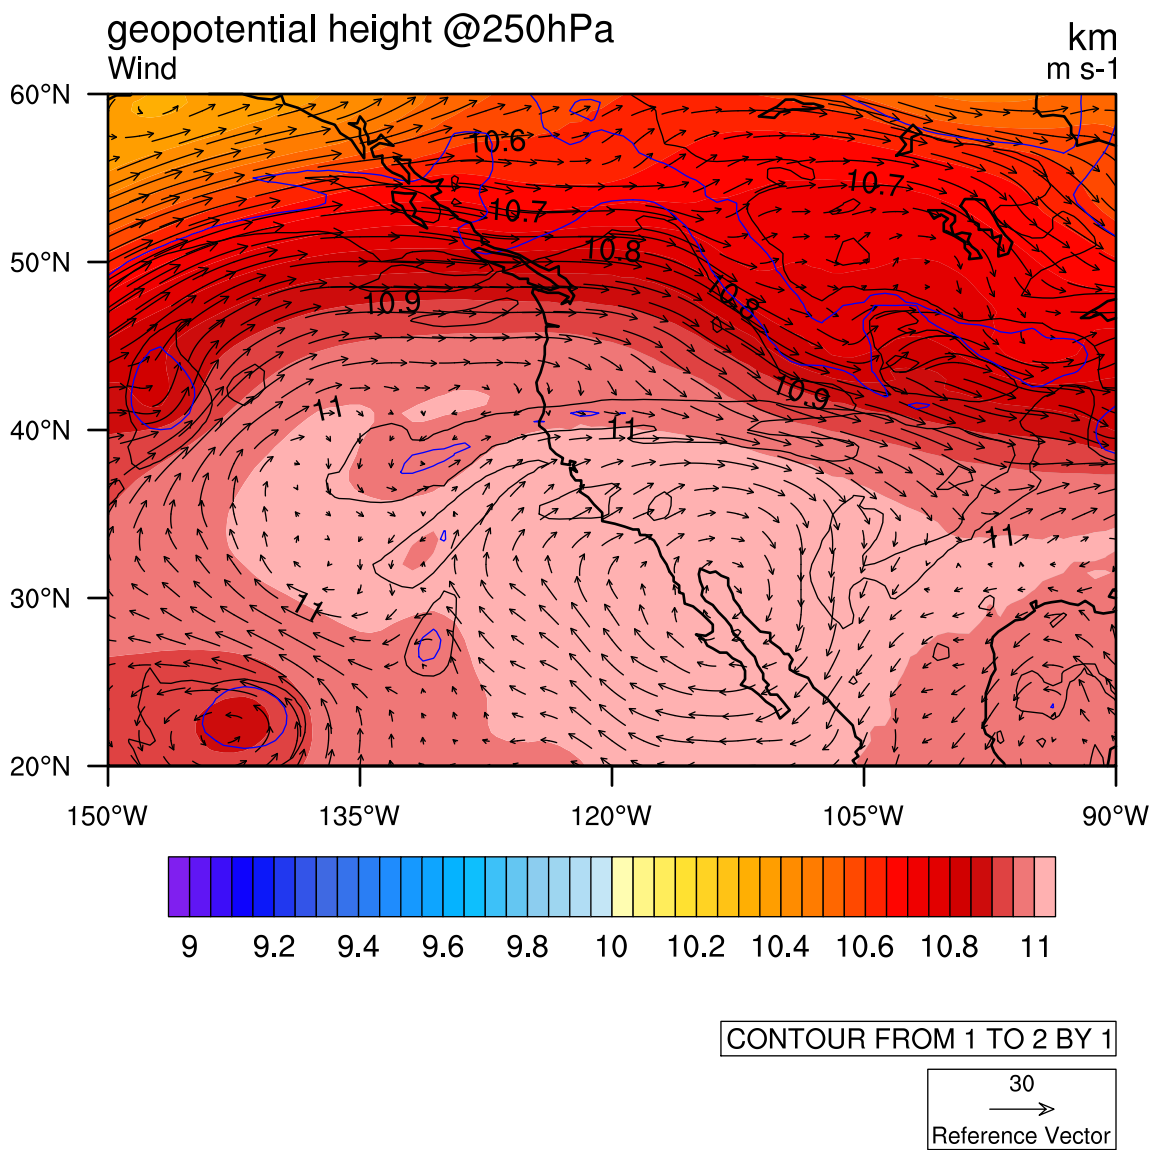 geopotential height @250hPa
km
Wind
m s-1
60°N
50°N
40°N
30°N
20°N
10.6
10.7
10.7
10.8
10.8
10.9
10.9
11
11
11
11
150°W 135°W 120°W 105°W 90°W
9 9.2 9.4 9.6 9.8 10 10.2 10.4 10.6 10.8 11
CONTOUR FROM 1 TO 2 BY 1
30
Reference Vector